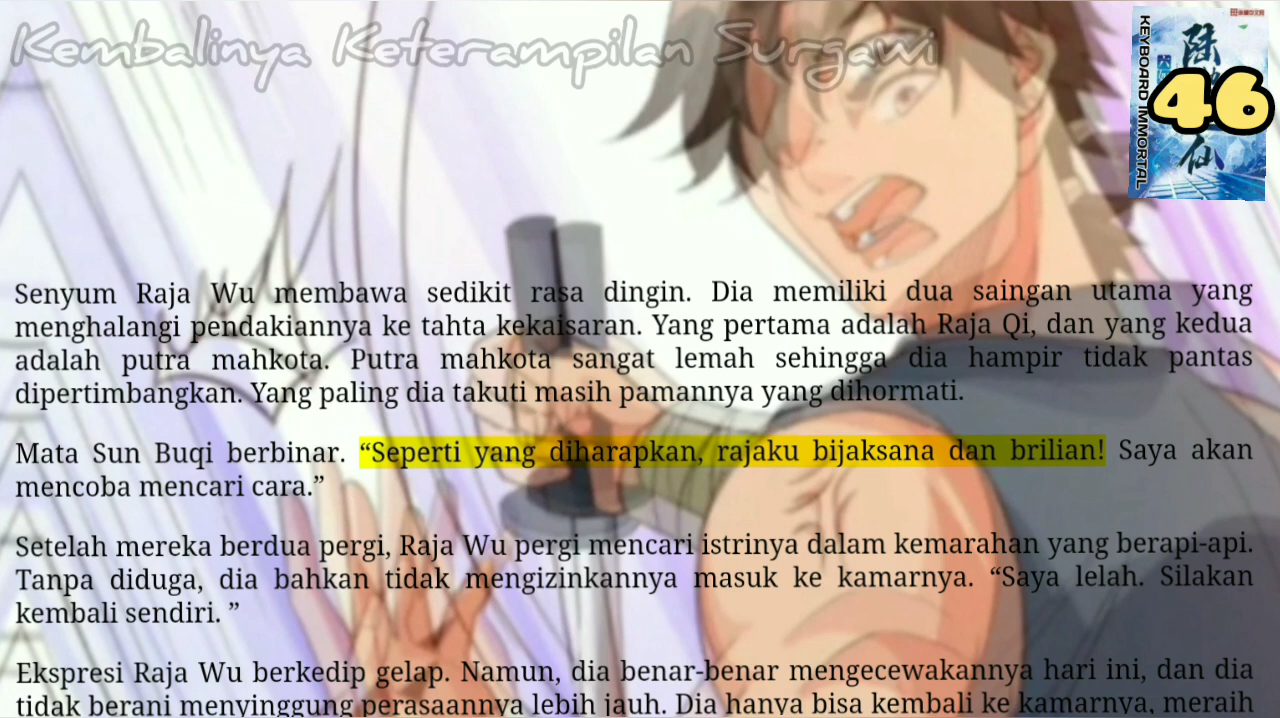 Kembalinya Keterampilan Surgawi
KEYBOARD IMMORTAL
46
仙
Senyum Raja Wu membawa sedikit rasa dingin. Dia memiliki dua saingan utama yang
menghalangi pendakiannya ke tahta kekaisaran. Yang pertama adalah Raja Qi, dan yang kedua
adalah putra mahkota. Putra mahkota sangat lemah sehingga dia hampir tidak pantas
dipertimbangkan. Yang paling dia takuti masih pamannya yang dihormati.
Mata Sun Buqi berbinar. “Seperti yang diharapkan, rajaku bijaksana dan brilian! Saya akan
mencoba mencari cara.”
Setelah mereka berdua pergi, Raja Wu pergi mencari istrinya dalam kemarahan yang berapi-api.
Tanpa diduga, dia bahkan tidak mengizinkannya masuk ke kamarnya. “Saya lelah. Silakan
kembali sendiri. ”
Ekspresi Raja Wu berkedip gelap. Namun, dia benar-benar mengecewakannya hari ini, dan dia
tidak berani menyinggung perasaannya lebih jauh. Dia hanya bisa kembali ke kamarnya, meraih